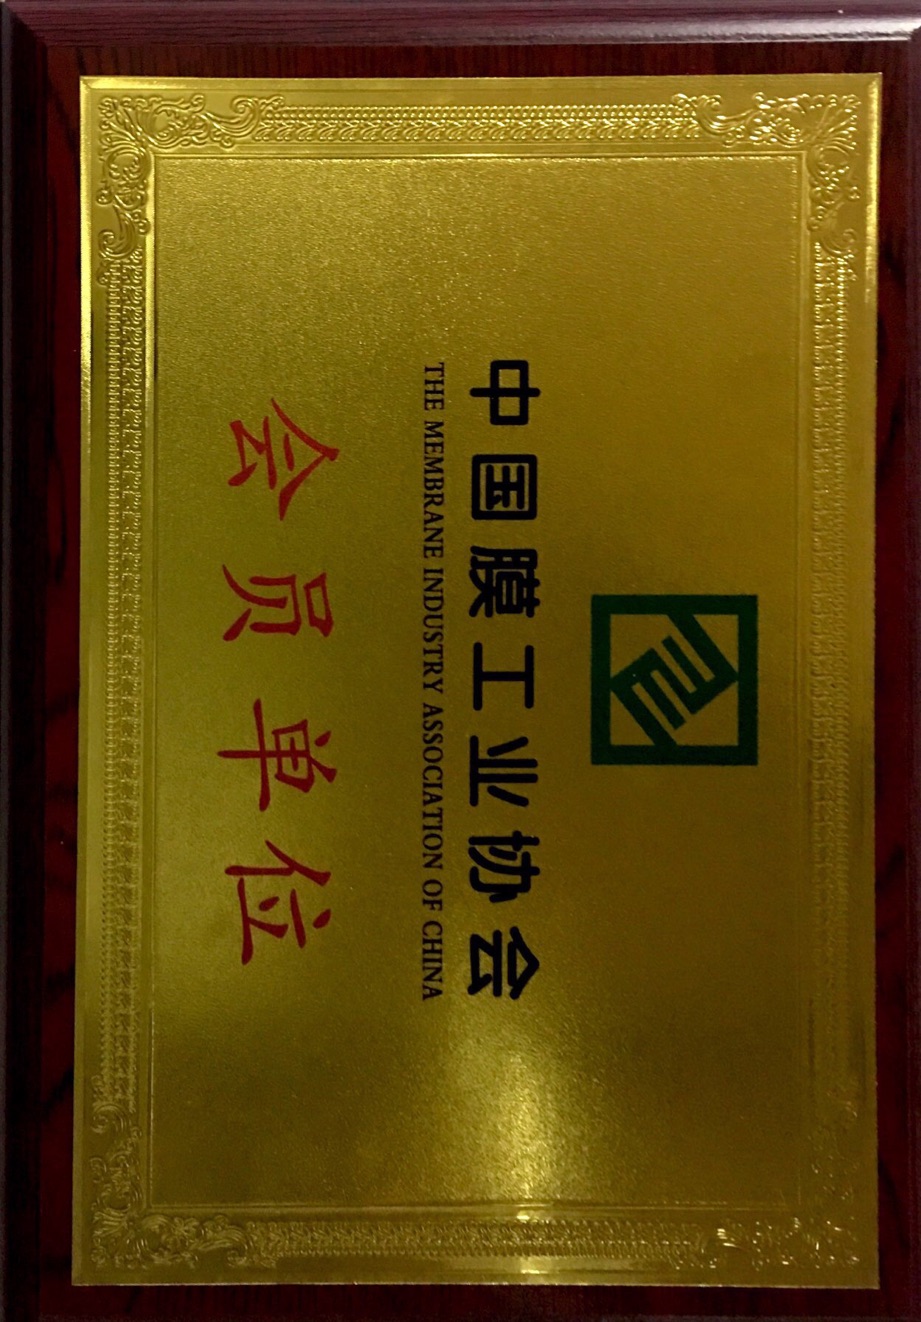 中国膜工业协会
THE MEMBRANE INDUSTRY ASSOCIATION OF CHINA
会员单位